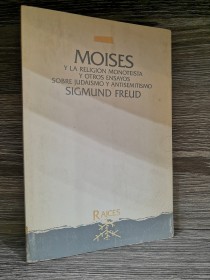 MOISES
Y LA RELIGION MONOTEISTA
Y OTROS ENSAYOS
SOBRE JUDAISMO Y ANTISEMITISMO
SIGMUND FREUD
RAICES